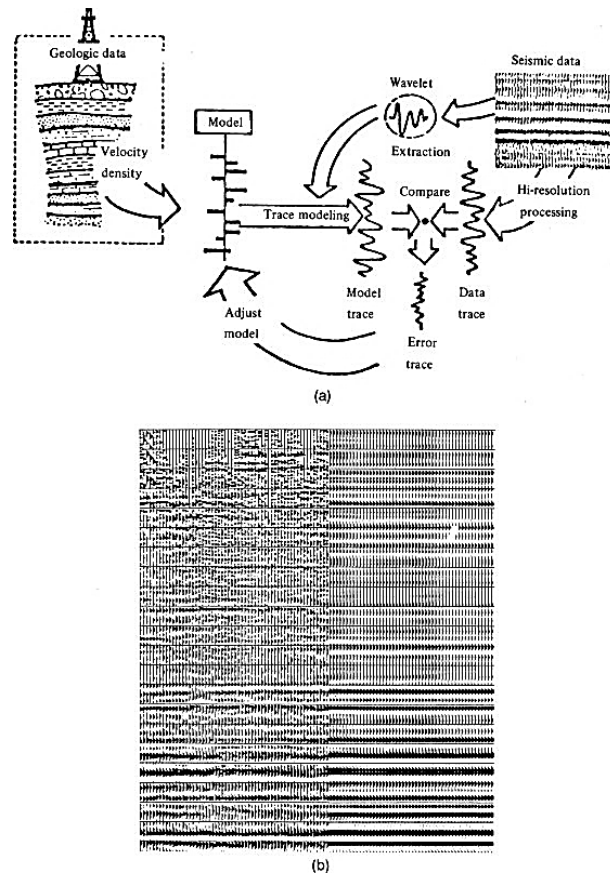 Geologic data
Velocity
density
Model
Wavelet
Extraction
Seismic data
Hi-resolution
processing
Trace modeling
Compare
Model
trace
Data
trace
Adjust
model
Error
trace
(a)
(b)